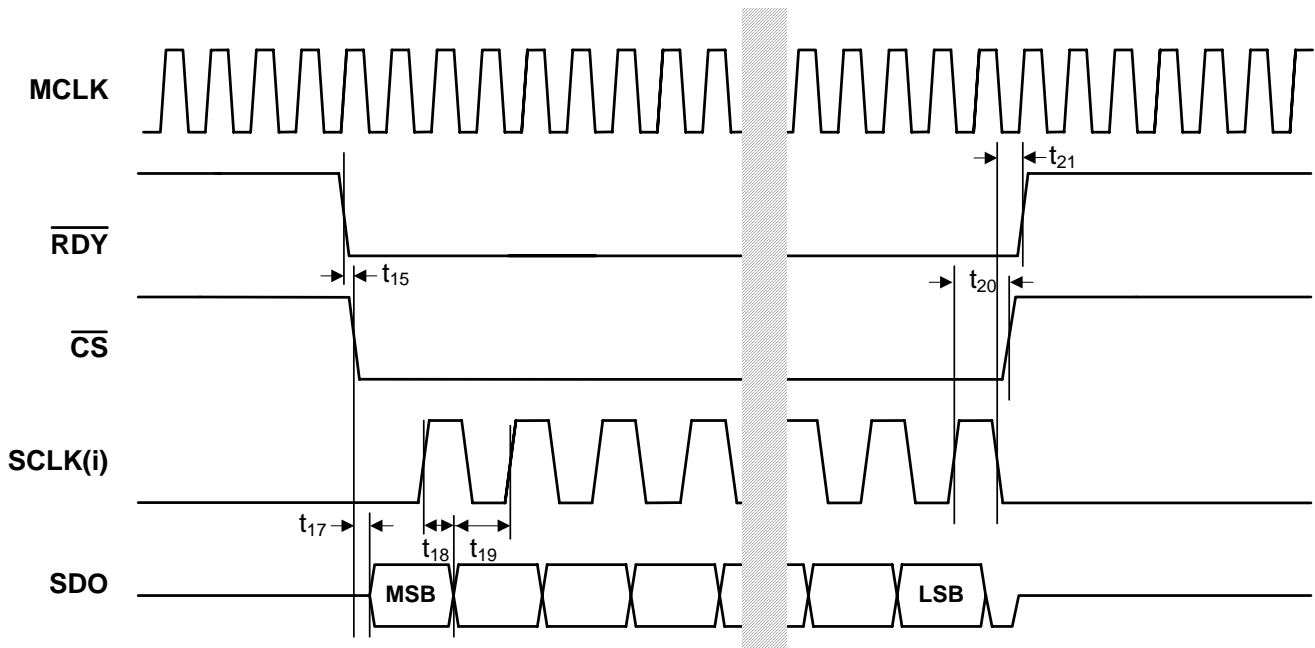 MCLK
t21
RDY
t15
t20
CS
SCLK(i)
t17
t18
t19
SDO
MSB
LSB